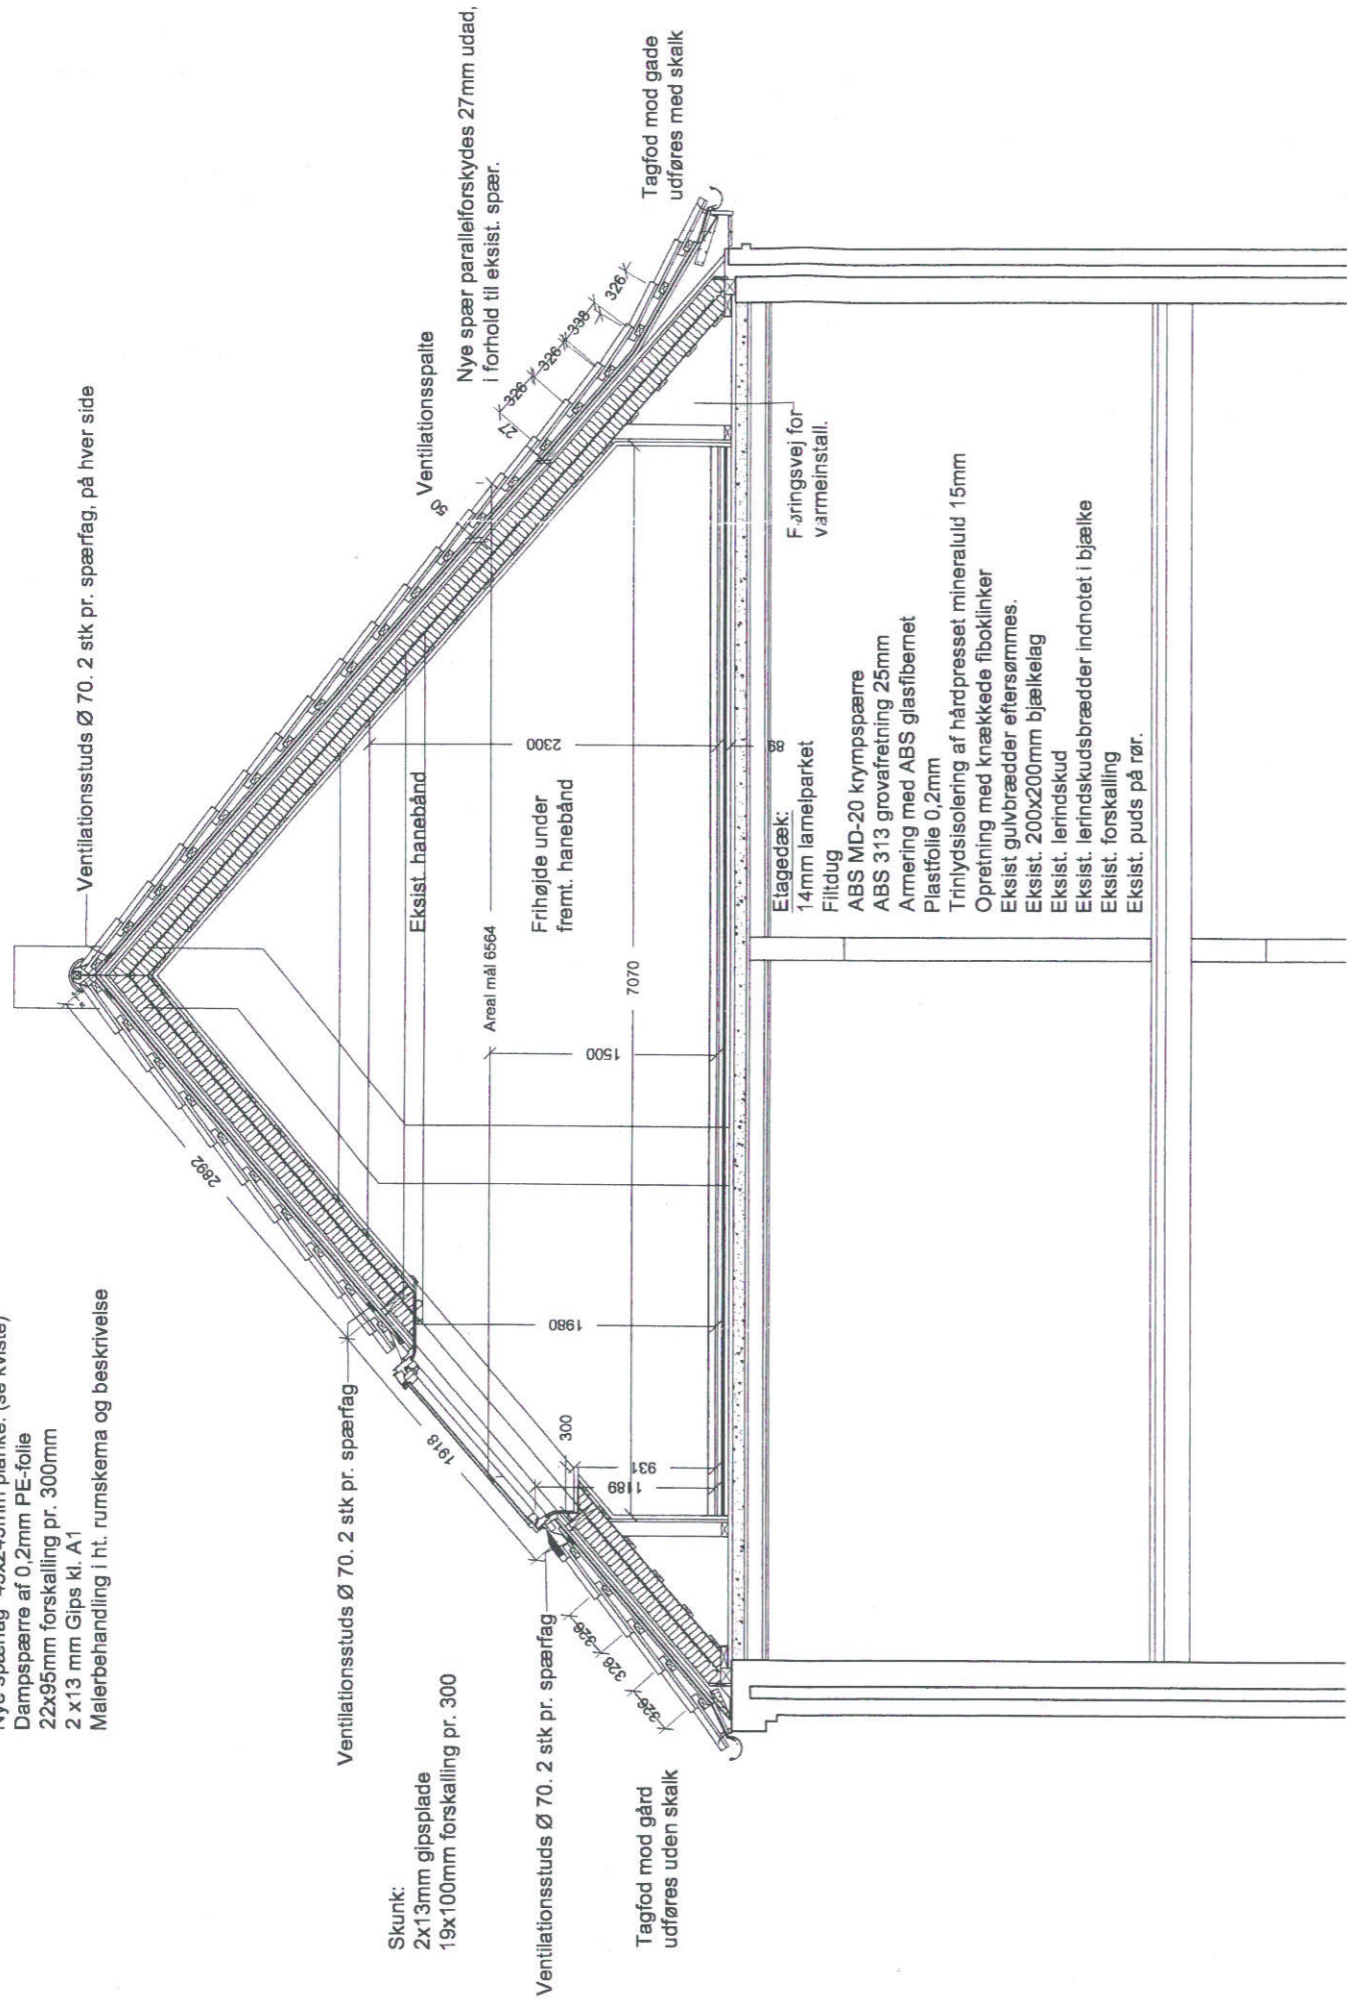 Dampspærre af 0,2mm PE-folie
22x95mm forskalling pr. 300mm
2 x13 mm Gips kl. A1
Malerbehandling i ht. rumskema og beskrivelse
Ventilationsstuds Ø 70. 2 stk pr. spærfag, på hver side
Ventilationsstuds Ø 70. 2 stk pr. spærfag
Skunk:
2x13mm gipsplade
19x100mm forskalling pr. 300
Ventilationsstuds Ø 70. 2 stk pr. spærfag
Tagfod mod gård
udføres uden skalk
2892
1918
326
326
326
300
1189
931
1980
Eksist. hanebånd
Frihøjde under
fremt. hanebånd
2300
Areal mål 6564
1500
7070
89
50
Ventilationsspalte
27
326
326
338
326
Nye spær parallelforskydes 27mm udad,
i forhold til eksist. spær.
Tagfod mod gade
udføres med skalk
Føringsvej for
varmeinstall.
Etagedæk:
14mm lamelparket
Filtdug
ABS MD-20 krympspærre
ABS 313 grovafretning 25mm
Armering med ABS glasfibernet
Plastfolie 0,2mm
Trinlydsisolering af hårdpresset mineraluld 15mm
Opretning med knækkede fiboklinker
Eksist gulvbrædder eftersømmes.
Eksist. 200x200mm bjælkelag
Eksist. lerindskud
Eksist. lerindskudsbrædder indnotet i bjælke
Eksist. forskalling
Eksist. puds på rør.